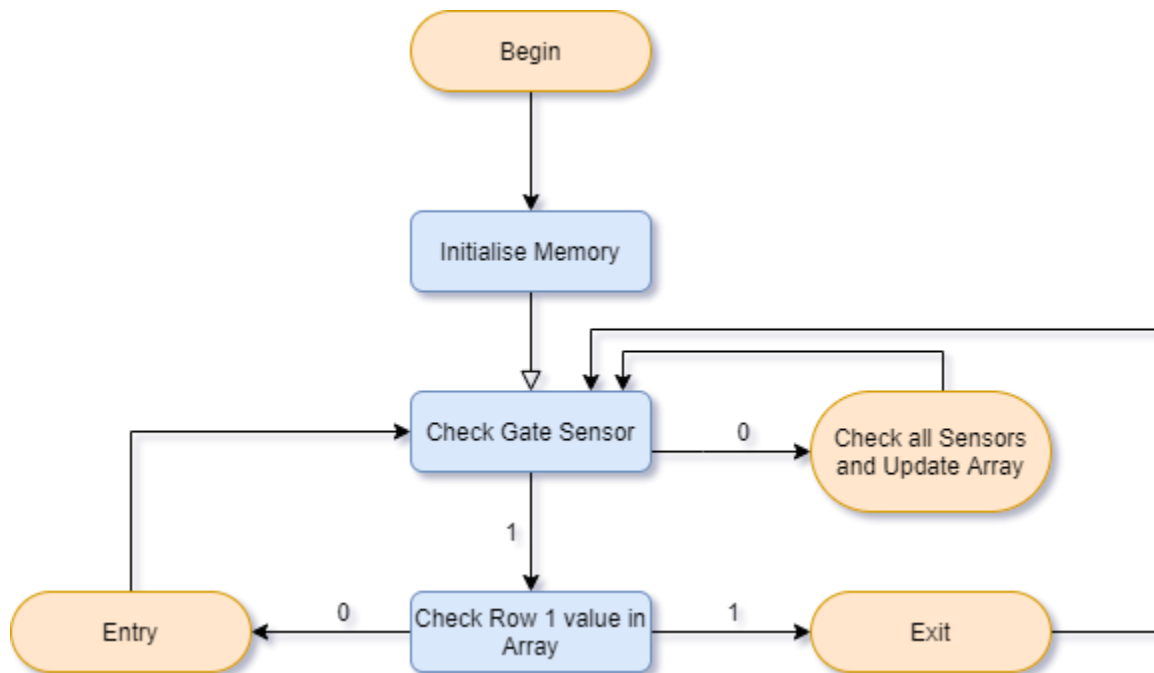 Begin
Initialise Memory
Check Gate Sensor
0
Check all Sensors
and Update Array
1
Entry
0
Check Row 1 value in
Array
1
Exit